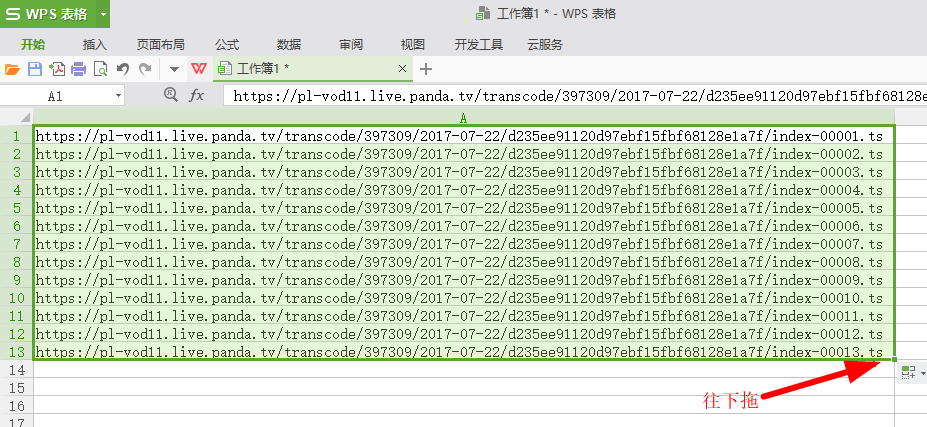 WPS 表格
工作簿1 * - WPS 表格
开始 插入 页面布局 公式 数据 审阅 视图 开发工具 云服务
工作簿1 *
A1 fx https://pl-vod11.live.panda.tv/transcode/397309/2017-07-22/d235ee91120d97ebf15fbf68128e
A
1 https://pl-vod11.live.panda.tv/transcode/397309/2017-07-22/d235ee91120d97ebf15fbf68128e1a7f/index-00001.ts
2 https://pl-vod11.live.panda.tv/transcode/397309/2017-07-22/d235ee91120d97ebf15fbf68128e1a7f/index-00002.ts
3 https://pl-vod11.live.panda.tv/transcode/397309/2017-07-22/d235ee91120d97ebf15fbf68128e1a7f/index-00003.ts
4 https://pl-vod11.live.panda.tv/transcode/397309/2017-07-22/d235ee91120d97ebf15fbf68128e1a7f/index-00004.ts
5 https://pl-vod11.live.panda.tv/transcode/397309/2017-07-22/d235ee91120d97ebf15fbf68128e1a7f/index-00005.ts
6 https://pl-vod11.live.panda.tv/transcode/397309/2017-07-22/d235ee91120d97ebf15fbf68128e1a7f/index-00006.ts
7 https://pl-vod11.live.panda.tv/transcode/397309/2017-07-22/d235ee91120d97ebf15fbf68128e1a7f/index-00007.ts
8 https://pl-vod11.live.panda.tv/transcode/397309/2017-07-22/d235ee91120d97ebf15fbf68128e1a7f/index-00008.ts
9 https://pl-vod11.live.panda.tv/transcode/397309/2017-07-22/d235ee91120d97ebf15fbf68128e1a7f/index-00009.ts
10 https://pl-vod11.live.panda.tv/transcode/397309/2017-07-22/d235ee91120d97ebf15fbf68128e1a7f/index-00010.ts
11 https://pl-vod11.live.panda.tv/transcode/397309/2017-07-22/d235ee91120d97ebf15fbf68128e1a7f/index-00011.ts
12 https://pl-vod11.live.panda.tv/transcode/397309/2017-07-22/d235ee91120d97ebf15fbf68128e1a7f/index-00012.ts
13 https://pl-vod11.live.panda.tv/transcode/397309/2017-07-22/d235ee91120d97ebf15fbf68128e1a7f/index-00013.ts
14
15
16 往下拖
17